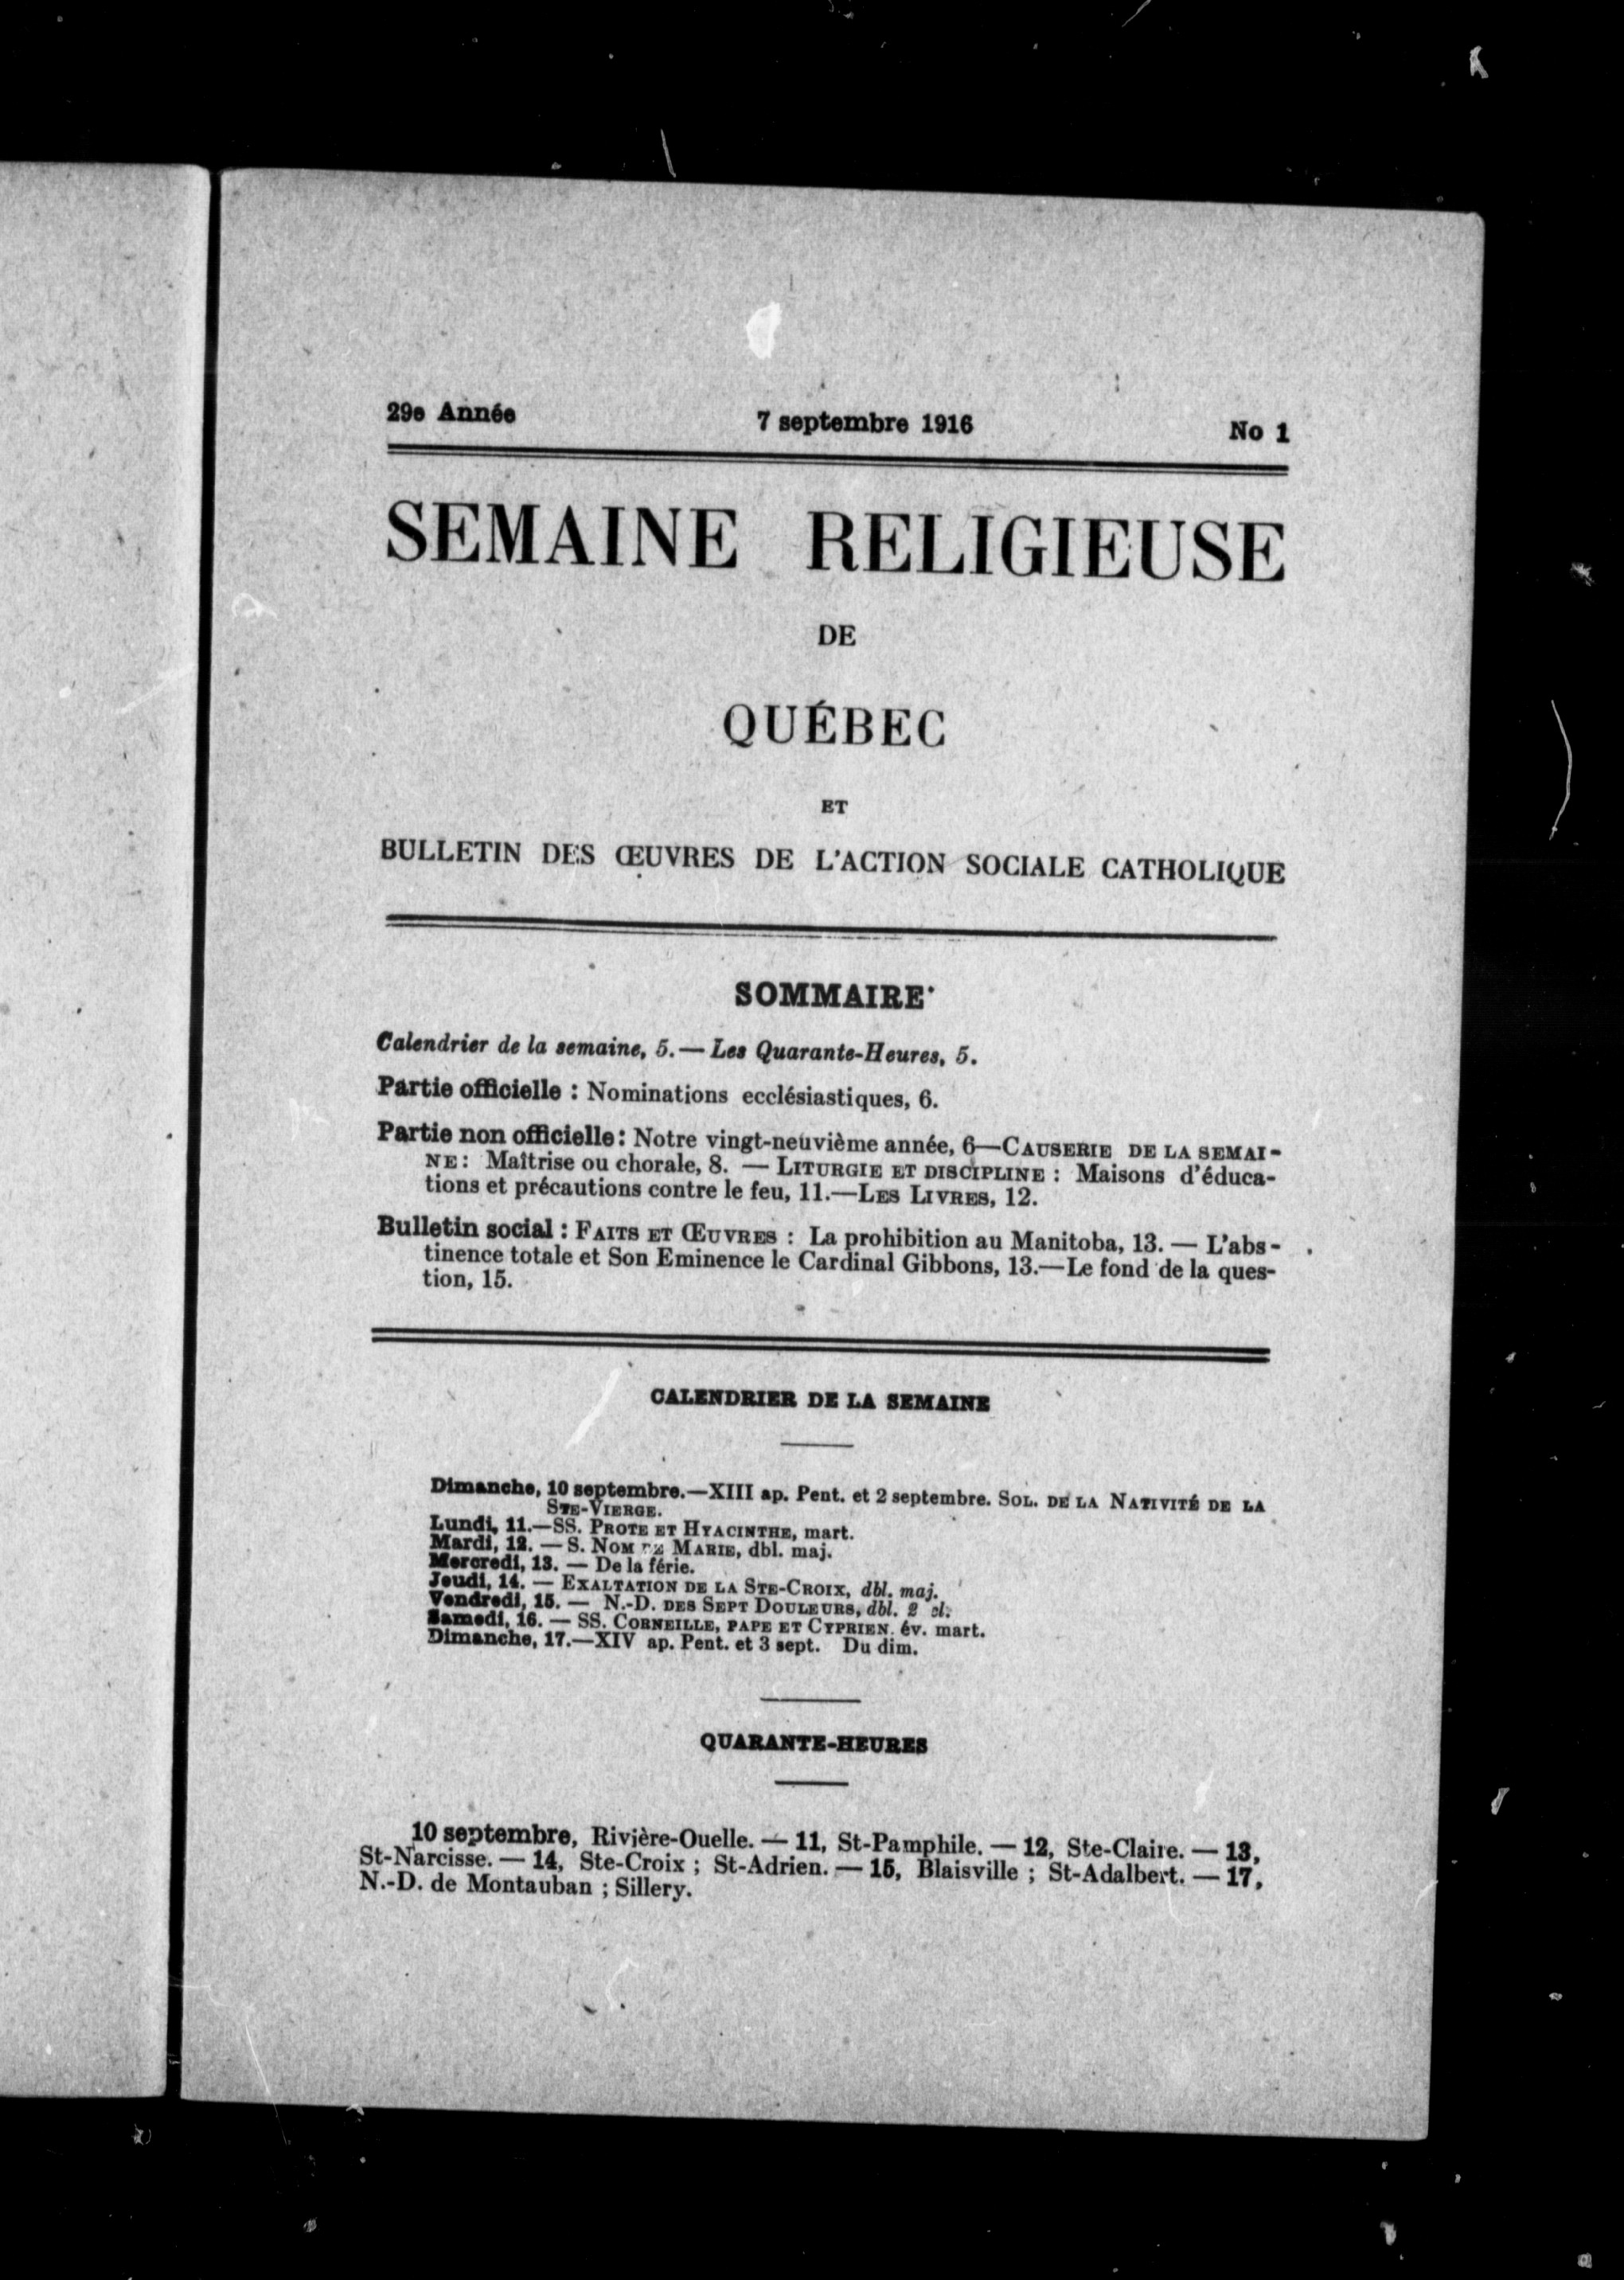 29e Année 7 septembre 1916 No 1
SEMAINE RELIGIEUSE
DE
QUÉBEC
ET
BULLETIN DES ŒUVRES DE L'ACTION SOCIALE CATHOLIQUE
SOMMAIRE
Calendrier de la semaine, 5.— Les Quarante-Heures, 5.
Partie officielle : Nominations ecclésiastiques, 6.
Partie non officielle : Notre vingt-neuvième année, 6—CAUSERIE DE LA SEMAI-
NE : Maîtrise ou chorale, 8. — LITURGIE ET DISCIPLINE : Maisons d'éduca-
tions et précautions contre le feu, 11.—LES LIVRES, 12.
Bulletin social : FAITS ET ŒUVRES : La prohibition au Manitoba, 13. — L'abs-
tinence totale et Son Eminence le Cardinal Gibbons, 13.—Le fond de la ques-
tion, 15.
CALENDRIER DE LA SEMAINE
Dimanche, 10 septembre.—XIII ap. Pent. et 2 septembre. SOL. DE LA NATIVITÉ DE LA
STE-VIERGE.
Lundi, 11.—SS. PROTE ET HYACINTHE, mart.
Mardi, 12. — S. NOM DE MARIE, dbl. maj.
Mercredi, 13. — De la férie.
Jeudi, 14. — EXALTATION DE LA STE-CROIX, dbl. maj.
Vendredi, 15. — N.-D. DES SEPT DOULEURS, dbl. 2 cl.
Samedi, 16. — SS. CORNEILLE, PAPE ET CYPRIEN. év. mart.
Dimanche, 17.—XIV ap. Pent. et 3 sept. Du dim.
QUARANTE-HEURES
10 septembre, Rivière-Ouelle. — 11, St-Pamphile. — 12, Ste-Claire. — 13,
St-Narcisse. — 14, Ste-Croix ; St-Adrien. — 15, Blaisville ; St-Adalbert. — 17,
N.-D. de Montauban ; Sillery.